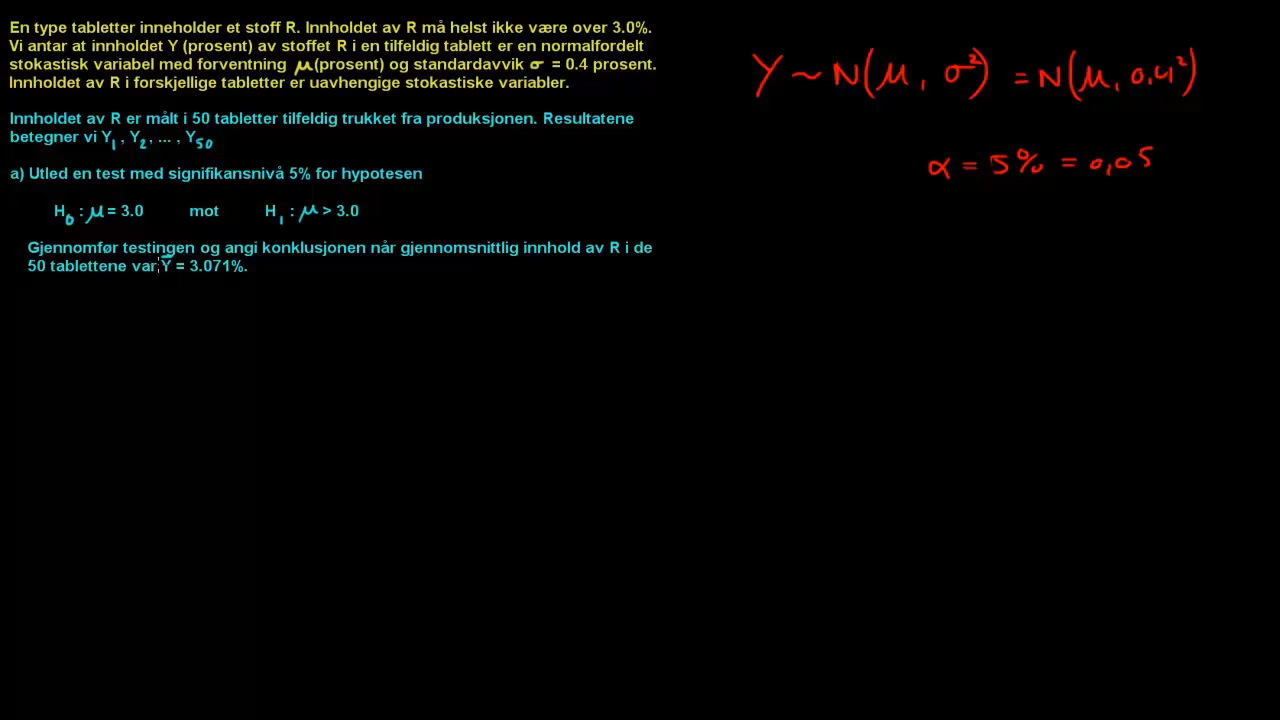 En type tabletter inneholder et stoff R. Innholdet av R må helst ikke være over 3.0%.
Vi antar at innholdet Y (prosent) av stoffet R i en tilfeldig tablett er en normalfordelt
stokastisk variabel med forventning μ (prosent) og standardavvik σ = 0.4 prosent.
Innholdet av R i forskjellige tabletter er uavhengige stokastiske variabler.
Innholdet av R er målt i 50 tabletter tilfeldig trukket fra produksjonen. Resultatene
betegner vi Y₁ , Y₂ , ... , Y₅₀
a) Utled en test med signifikansnivå 5% for hypotesen
H₀ : μ = 3.0 mot H₁ : μ > 3.0
Gjennomfør testingen og angi konklusjonen når gjennomsnittlig innhold av R i de
50 tablettene var Ȳ = 3.071%.
Y ~ N(μ, σ²) = N(μ, 0,4²)
α = 5% = 0,05